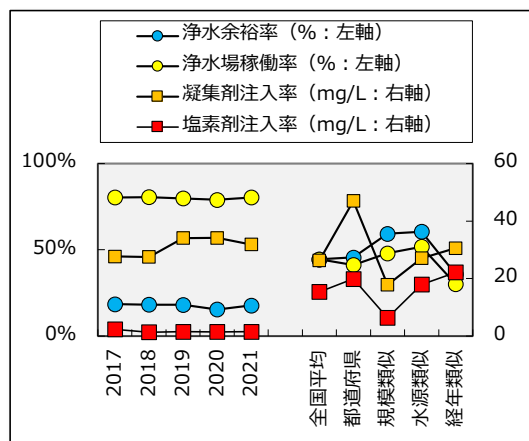 浄水余裕率（%：左軸）
浄水場稼働率（%：左軸）
凝集剤注入率（mg/L：右軸）
塩素剤注入率（mg/L：右軸）
100%
60
40
50%
20
0%
0
2017
2018
2019
2020
2021
全国平均
都道府県
規模類似
水源類似
経年類似